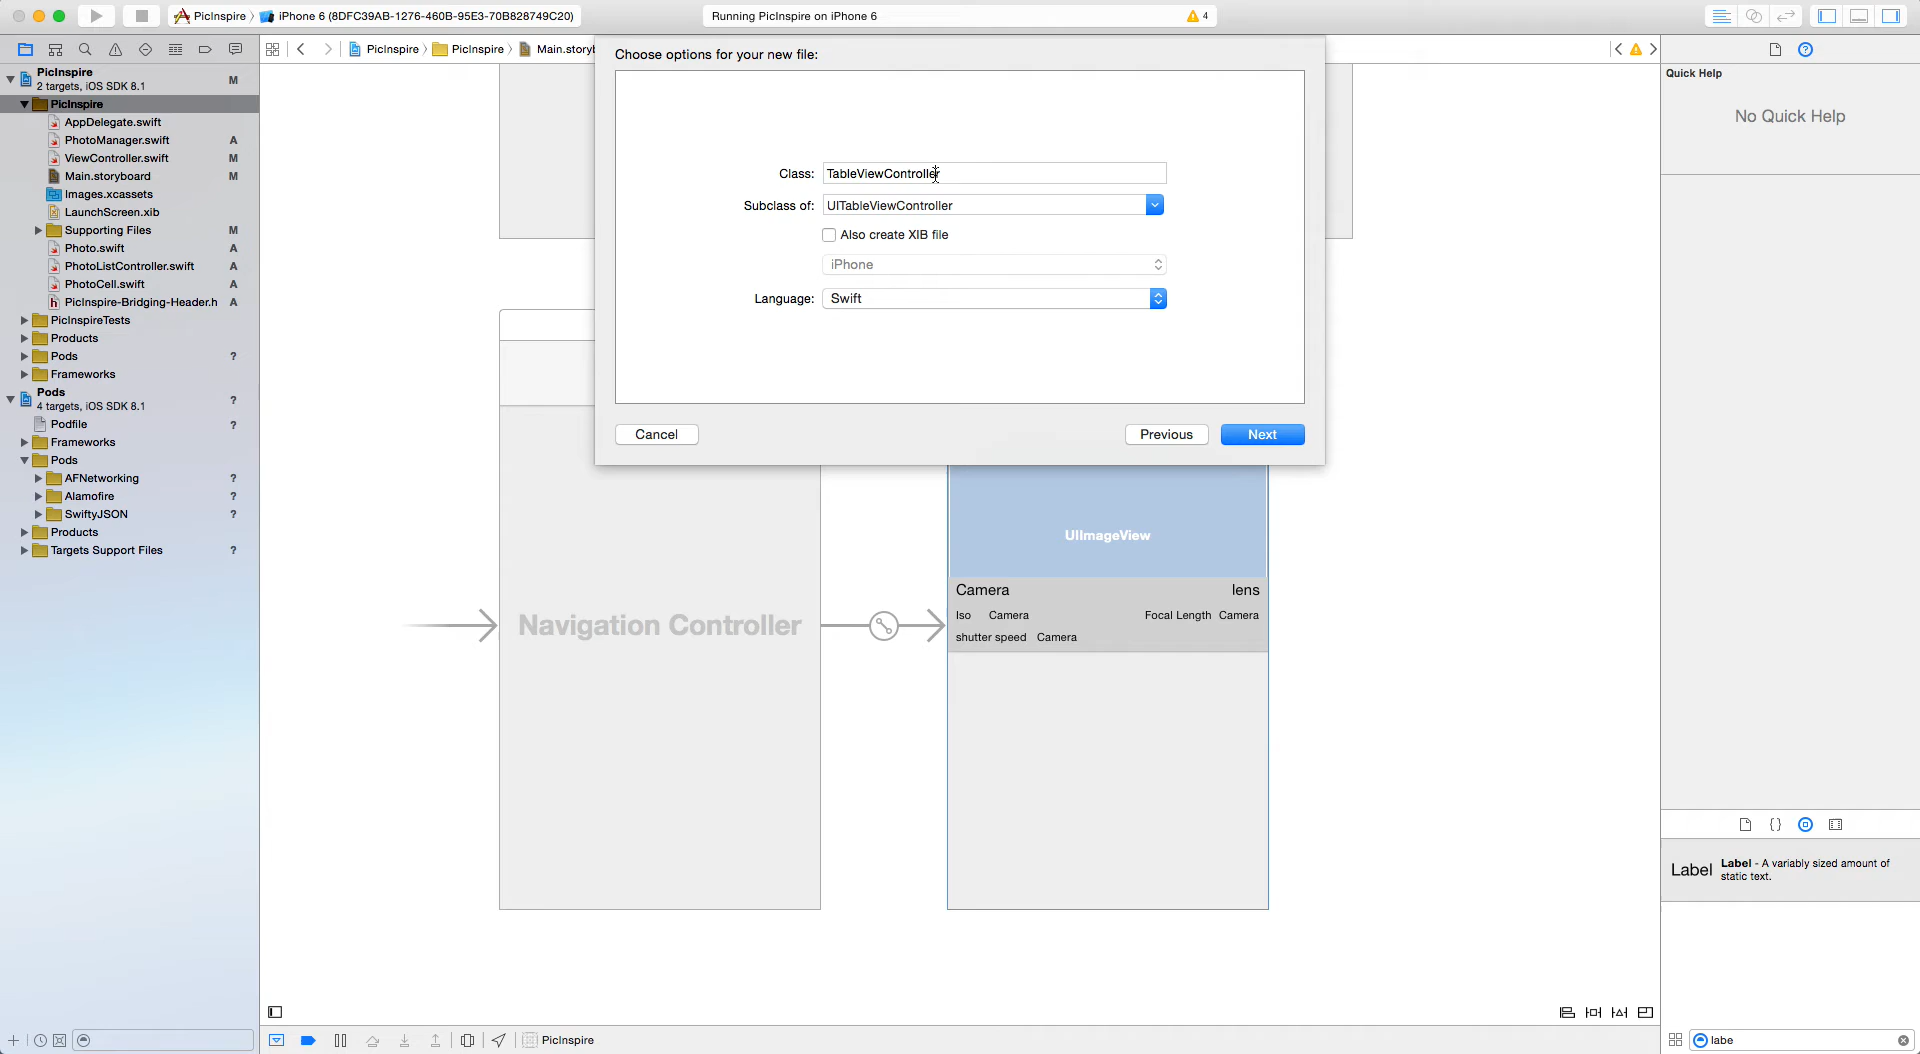 PicInspire
iPhone 6 (8DFC39AB-1276-460B-95E3-70B828749C20)
Running PicInspire on iPhone 6
4
PicInspire
PicInspire
Main.storyb
PicInspire
M
2 targets, iOS SDK 8.1
PicInspire
AppDelegate.swift
PhotoManager.swift
A
ViewController.swift
M
Main.storyboard
M
Images.xcassets
LaunchScreen.xib
Supporting Files
M
Photo.swift
A
PhotoListController.swift
A
PhotoCell.swift
A
h
PicInspire-Bridging-Header.h
A
PicInspireTests
Products
Pods
?
Frameworks
Pods
?
4 targets, iOS SDK 8.1
Podfile
?
Frameworks
Pods
AFNetworking
?
Alamofire
?
SwiftyJSON
?
Products
Targets Support Files
?
Choose options for your new file:
Class:
TableViewController
Subclass of:
UITableViewController
Also create XIB file
iPhone
Language:
Swift
Cancel
Previous
Next
Navigation Controller
UIImageView
Camera
lens
Iso
Camera
Focal Length
Camera
shutter speed
Camera
Quick Help
No Quick Help
Label
Label - A variably sized amount of
static text.
PicInspire
labe